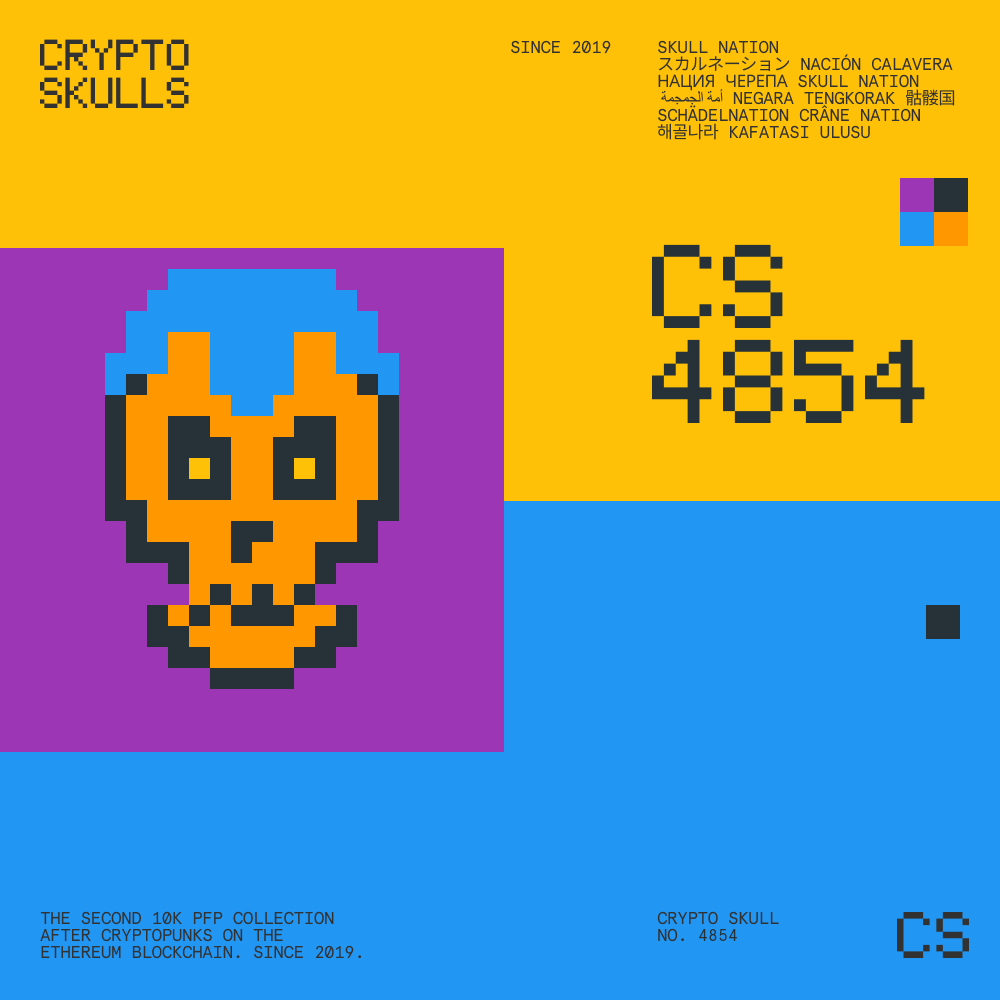 CRYPTO
SKULLS
SINCE 2019
SKULL NATION
スカルネーション NACIÓN CALAVERA
НАЦИЯ ЧЕРЕПА SKULL NATION
أمة الجمجمة NEGARA TENGKORAK 骷髅国
SCHÄDELNATION CRÂNE NATION
해골나라 KAFATASI ULUSU
CS
4854
THE SECOND 10K PFP COLLECTION
AFTER CRYPTOPUNKS ON THE
ETHEREUM BLOCKCHAIN. SINCE 2019.
CRYPTO SKULL
NO. 4854
CS